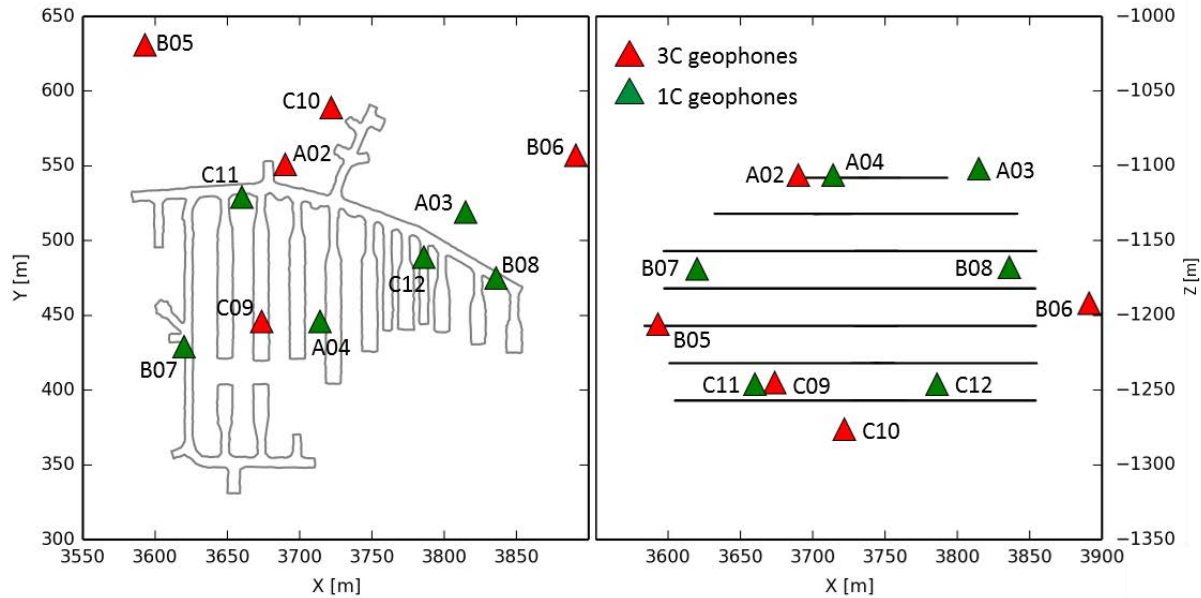 650
600
550
500
450
400
350
300
Y [m]
3550
3600
3650
3700
3750
3800
3850
X [m]
B05
C10
A02
B06
C11
A03
B08
C12
C09
A04
B07
3C geophones
1C geophones
A02
A04
A03
B07
B08
B06
B05
C11
C09
C12
C10
3600
3650
3700
3750
3800
3850
3900
X [m]
−1000
−1050
−1100
−1150
−1200
−1250
−1300
−1350
Z [m]